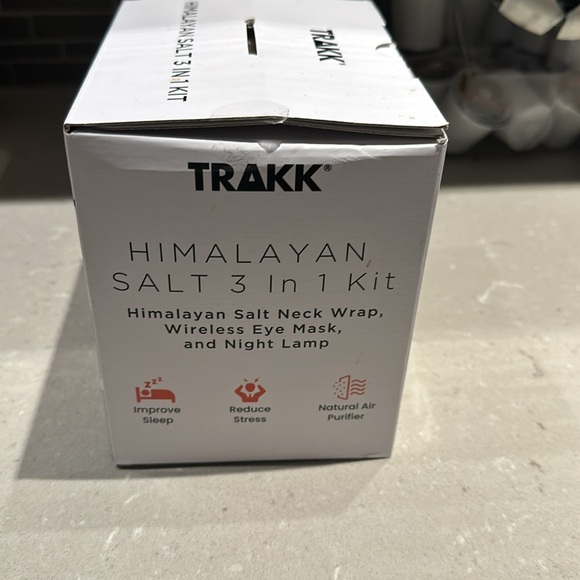 HIMALAYAN SALT 3 IN 1 KIT
TRAKK®
TRAKK®
HIMALAYAN
SALT 3 In 1 Kit
Himalayan Salt Neck Wrap,
Wireless Eye Mask,
and Night Lamp
zzz
Improve
Sleep
Reduce
Stress
Natural Air
Purifier